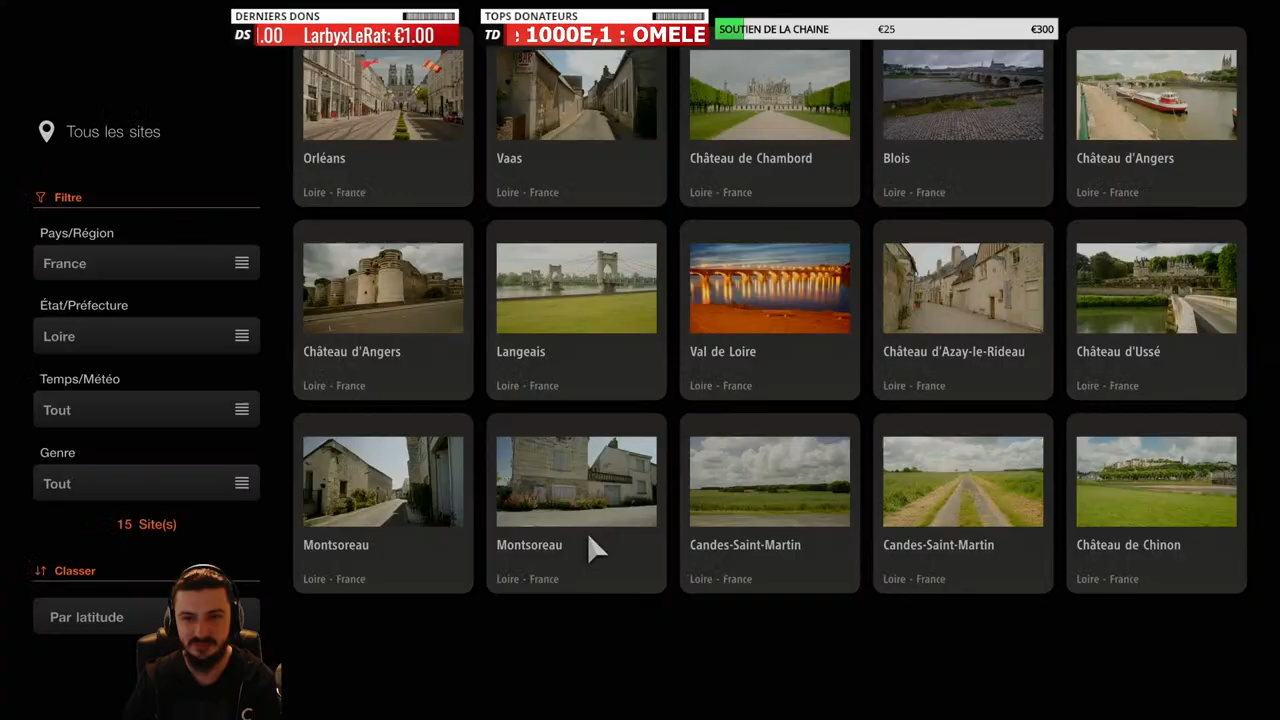 DERNIERS DONS
DS .00 LarbyxLeRat: €1.00
TOPS DONATEURS
TD : 1000E,1 : OMELE
SOUTIEN DE LA CHAINE €25 €300
Tous les sites
Filtre
Pays/Région
France
État/Préfecture
Loire
Temps/Météo
Tout
Genre
Tout
15 Site(s)
Classer
Par latitude
Orléans
Loire - France
Vaas
Loire - France
Château de Chambord
Loire - France
Blois
Loire - France
Château d'Angers
Loire - France
Château d'Angers
Loire - France
Langeais
Loire - France
Val de Loire
Loire - France
Château d'Azay-le-Rideau
Loire - France
Château d'Ussé
Loire - France
Montsoreau
Loire - France
Montsoreau
Loire - France
Candes-Saint-Martin
Loire - France
Candes-Saint-Martin
Loire - France
Château de Chinon
Loire - France